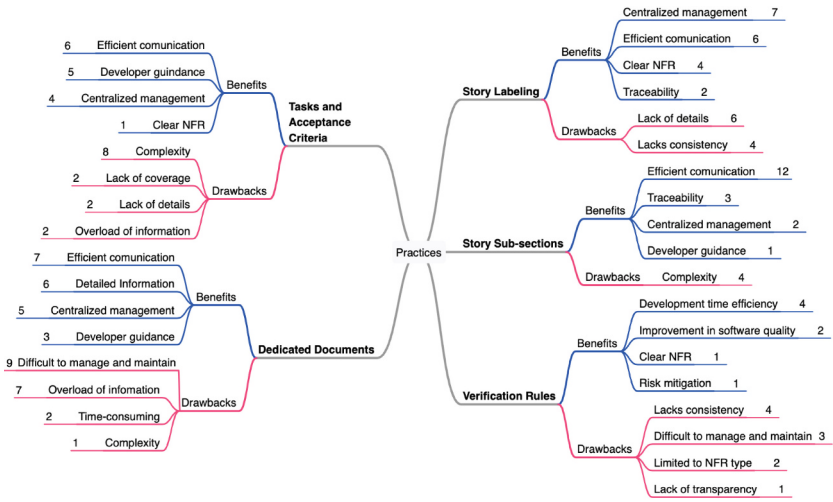 Practices
Tasks and
Acceptance
Criteria
Benefits
6 Efficient comunication
5 Developer guindance
4 Centralized management
1 Clear NFR
Drawbacks
8 Complexity
2 Lack of coverage
2 Lack of details
2 Overload of information
Dedicated Documents
Benefits
7 Efficient comunication
6 Detailed Information
5 Centralized management
3 Developer guidance
Drawbacks
9 Difficult to manage and maintain
7 Overload of infomation
2 Time-consuming
1 Complexity
Story Labeling
Benefits
Centralized management 7
Efficient comunication 6
Clear NFR 4
Traceability 2
Drawbacks
Lack of details 6
Lacks consistency 4
Story Sub-sections
Benefits
Efficient comunication 12
Traceability 3
Centralized management 2
Developer guidance 1
Drawbacks
Complexity 4
Verification Rules
Benefits
Development time efficiency 4
Improvement in software quality 2
Clear NFR 1
Risk mitigation 1
Drawbacks
Lacks consistency 4
Difficult to manage and maintain 3
Limited to NFR type 2
Lack of transparency 1